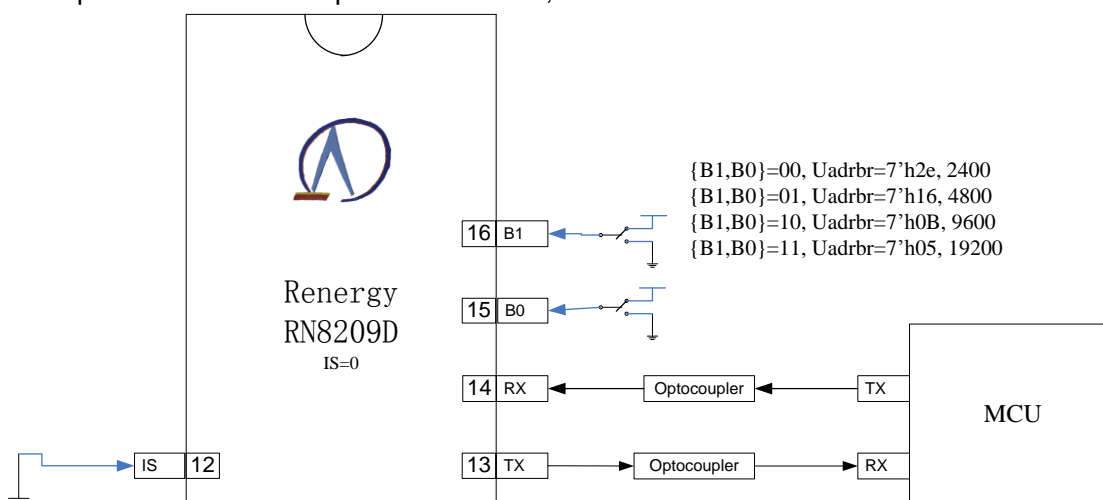 {B1,B0}=00, Uadrbr=7’h2e, 2400
{B1,B0}=01, Uadrbr=7’h16, 4800
{B1,B0}=10, Uadrbr=7’h0B, 9600
{B1,B0}=11, Uadrbr=7’h05, 19200
16 B1
15 B0
Renergy
RN8209D
IS=0
14 RX
Optocoupler
TX
MCU
IS 12
13 TX
Optocoupler
RX